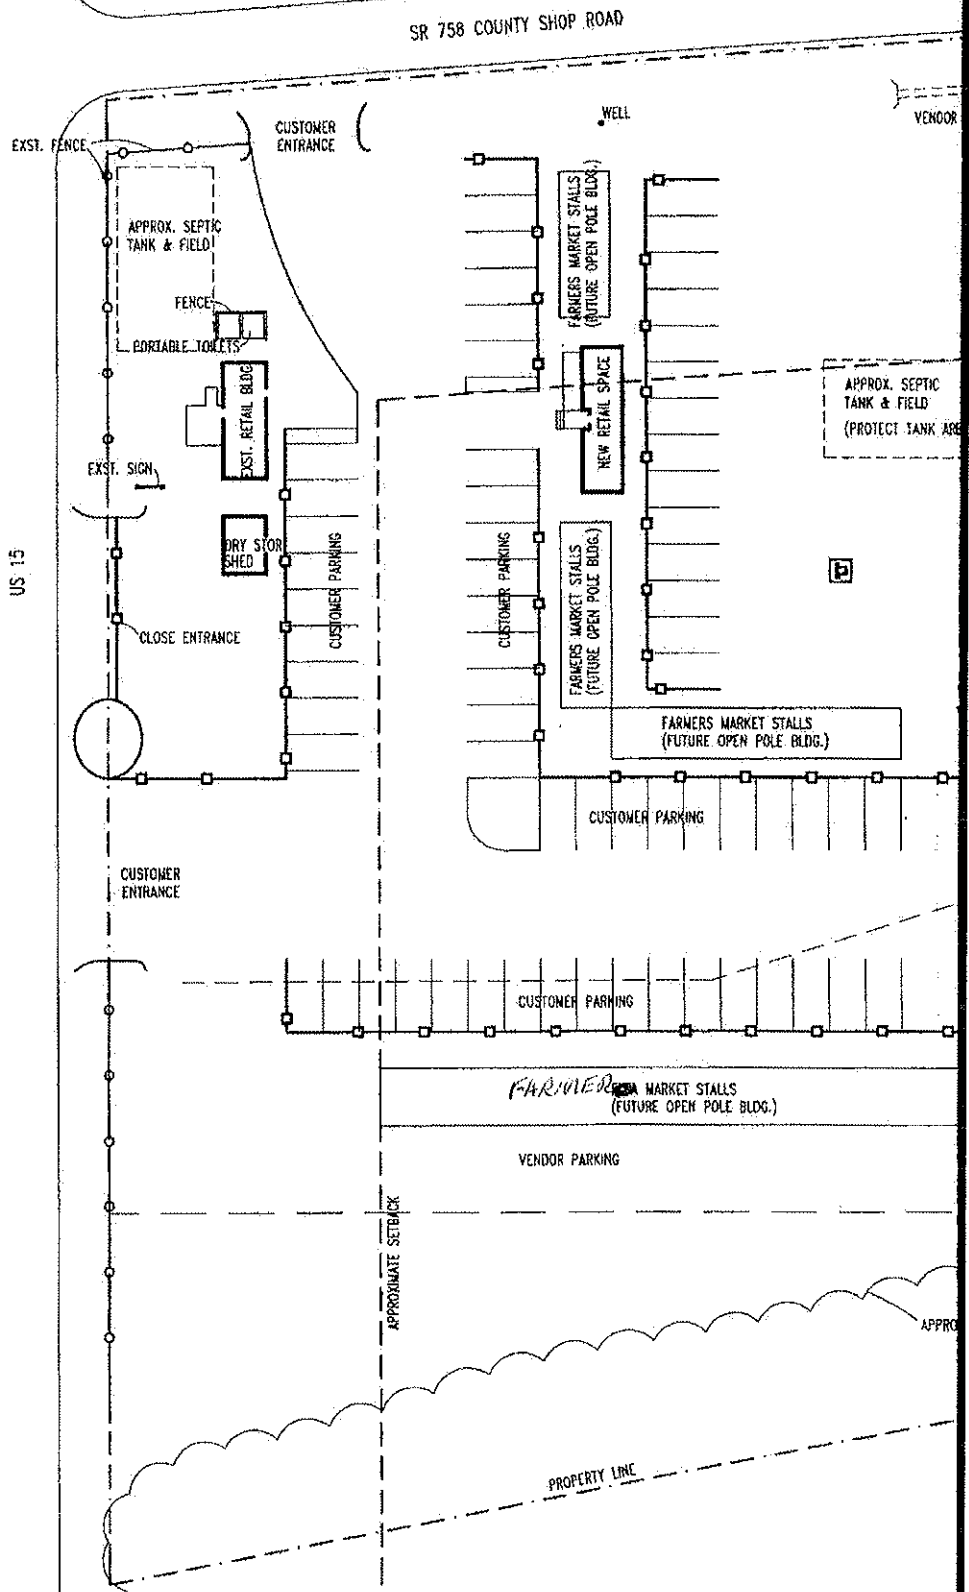 SR 758 COUNTY SHOP ROAD
WELL
CUSTOMER
ENTRANCE
VENDOR
EXST. FENCE
APPROX. SEPTIC
TANK & FIELD
FARMERS MARKET STALLS
(FUTURE OPEN POLE BLDG.)
FENCE
PORTABLE TOILETS
EXST. RETAIL BLDG
NEW RETAIL SPACE
APPROX. SEPTIC
TANK & FIELD
(PROTECT TANK ARE
EXST. SIGN
US 15
DRY STOR
SHED
CUSTOMER PARKING
CUSTOMER PARKING
FARMERS MARKET STALLS
(FUTURE OPEN POLE BLDG.)
CLOSE ENTRANCE
FARMERS MARKET STALLS
(FUTURE OPEN POLE BLDG.)
CUSTOMER PARKING
CUSTOMER
ENTRANCE
CUSTOMER PARKING
FARMER MARKET STALLS
(FUTURE OPEN POLE BLDG.)
VENDOR PARKING
APPROXIMATE SETBACK
APPRO
PROPERTY LINE